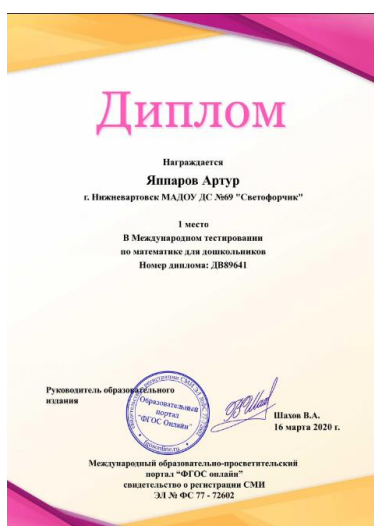 Диплом
Награждается
Яппаров Артур
г. Нижневартовск МАДОУ ДС №69 "Светофорчик"
1 место
В Международном тестировании
по математике для дошкольников
Номер диплома: ДВ89641
Руководитель образовательного
издания
Образовательный
портал
"ФГОС Онлайн"
Шахов В.А.
16 марта 2020 г.
Международный образовательно-просветительский
портал "ФГОС онлайн"
свидетельство о регистрации СМИ
ЭЛ № ФС 77 - 72602